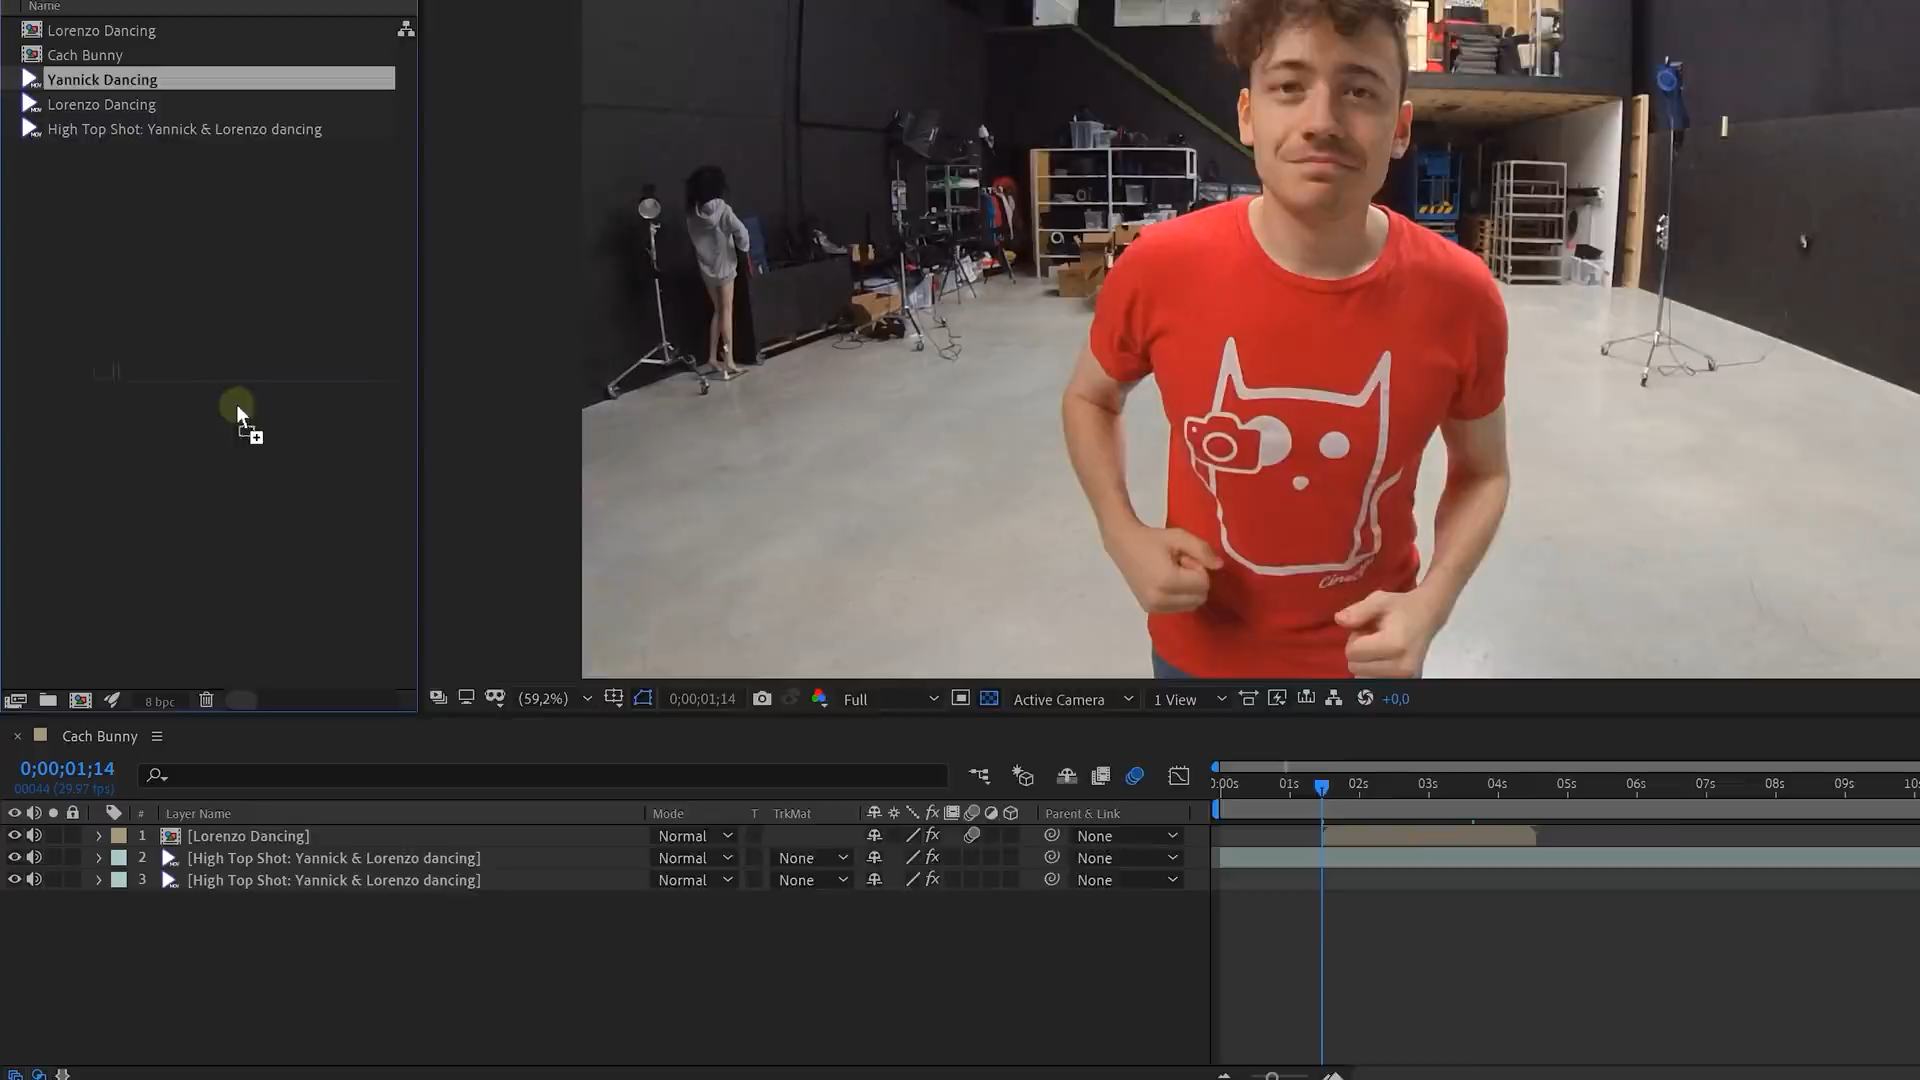 Name
Lorenzo Dancing
Cach Bunny
Yannick Dancing
Lorenzo Dancing
High Top Shot: Yannick & Lorenzo dancing
8 bpc
(59,2%)
0;00;01;14
Full
Active Camera
1 View
+0,0
Cach Bunny
0;00;01;14
00044 (29.97 fps)
# Layer Name Mode T TrkMat Parent & Link
1 [Lorenzo Dancing] Normal None
2 [High Top Shot: Yannick & Lorenzo dancing] Normal None None
3 [High Top Shot: Yannick & Lorenzo dancing] Normal None None
01s 02s 03s 04s 05s 06s 07s 08s 09s